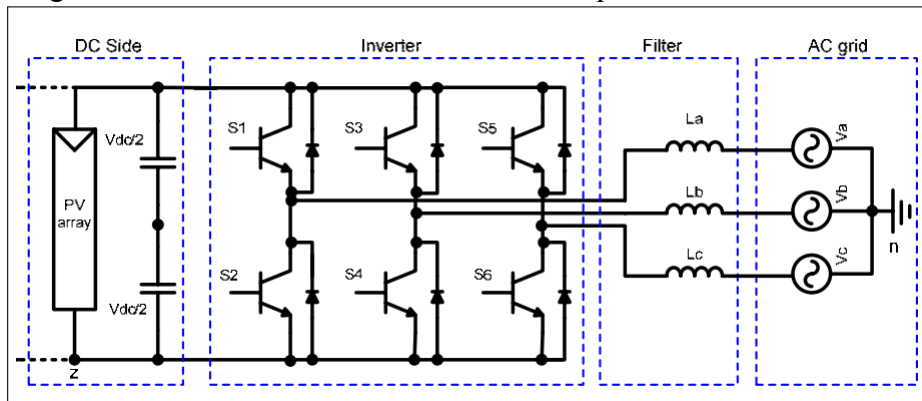 DC Side
Inverter
Filter
AC grid
Vdc/2
PV
array
Vdc/2
z
S1
S3
S5
S2
S4
S6
La
Lb
Lc
Va
Vb
Vc
n